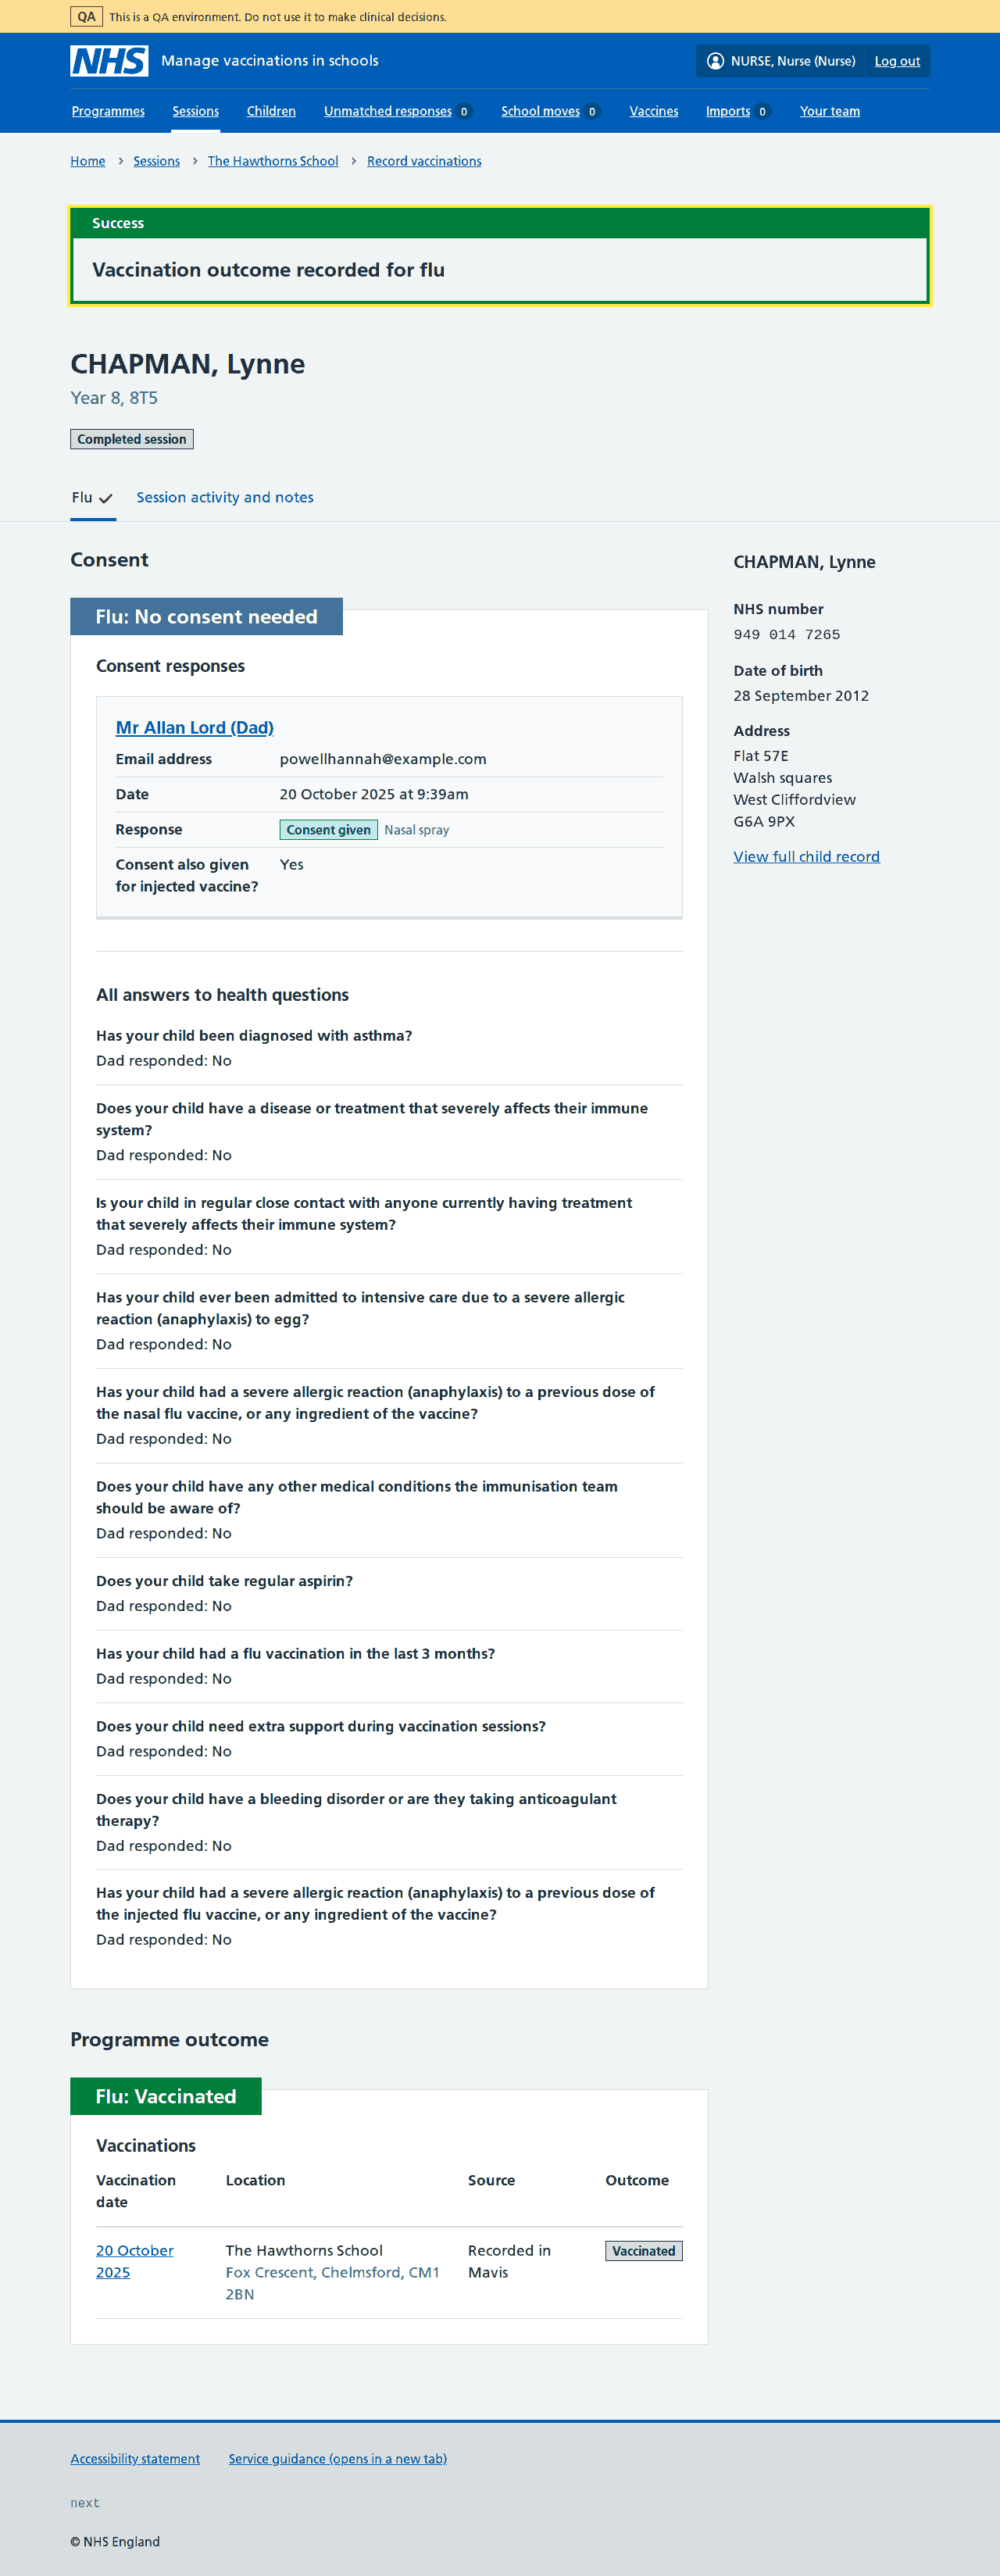 QA This is a QA environment. Do not use it to make clinical decisions.
NHS Manage vaccinations in schools NURSE, Nurse (Nurse) Log out
Programmes Sessions Children Unmatched responses 0 School moves 0 Vaccines Imports 0 Your team
Home Sessions The Hawthorns School Record vaccinations
Success
Vaccination outcome recorded for flu
CHAPMAN, Lynne
Year 8, 8T5
Completed session
Flu Session activity and notes
Consent
Flu: No consent needed
Consent responses
Mr Allan Lord (Dad)
Email address powellhannah@example.com
Date 20 October 2025 at 9:39am
Response Consent given Nasal spray
Consent also given Yes
for injected vaccine?
All answers to health questions
Has your child been diagnosed with asthma?
Dad responded: No
Does your child have a disease or treatment that severely affects their immune
system?
Dad responded: No
Is your child in regular close contact with anyone currently having treatment
that severely affects their immune system?
Dad responded: No
Has your child ever been admitted to intensive care due to a severe allergic
reaction (anaphylaxis) to egg?
Dad responded: No
Has your child had a severe allergic reaction (anaphylaxis) to a previous dose of
the nasal flu vaccine, or any ingredient of the vaccine?
Dad responded: No
Does your child have any other medical conditions the immunisation team
should be aware of?
Dad responded: No
Does your child take regular aspirin?
Dad responded: No
Has your child had a flu vaccination in the last 3 months?
Dad responded: No
Does your child need extra support during vaccination sessions?
Dad responded: No
Does your child have a bleeding disorder or are they taking anticoagulant
therapy?
Dad responded: No
Has your child had a severe allergic reaction (anaphylaxis) to a previous dose of
the injected flu vaccine, or any ingredient of the vaccine?
Dad responded: No
CHAPMAN, Lynne
NHS number
949 014 7265
Date of birth
28 September 2012
Address
Flat 57E
Walsh squares
West Cliffordview
G6A 9PX
View full child record
Programme outcome
Flu: Vaccinated
Vaccinations
Vaccination Location Source Outcome
date
20 October The Hawthorns School Recorded in Vaccinated
2025 Fox Crescent, Chelmsford, CM1 Mavis
2BN
Accessibility statement Service guidance (opens in a new tab)
next
© NHS England